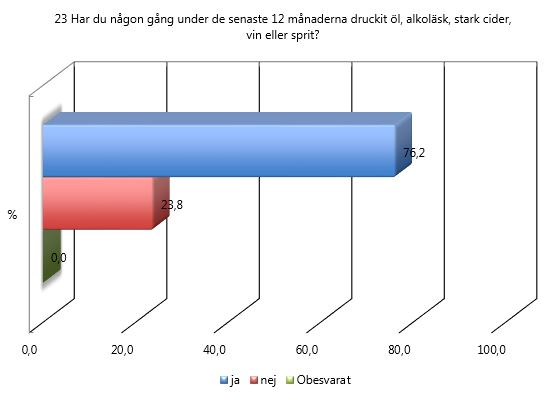 23 Har du någon gång under de senaste 12 månaderna druckit öl, alkoläsk, stark cider,
vin eller sprit?
76,2
23,8
%
0,0
0,0 20,0 40,0 60,0 80,0 100,0
ja nej Obesvarat